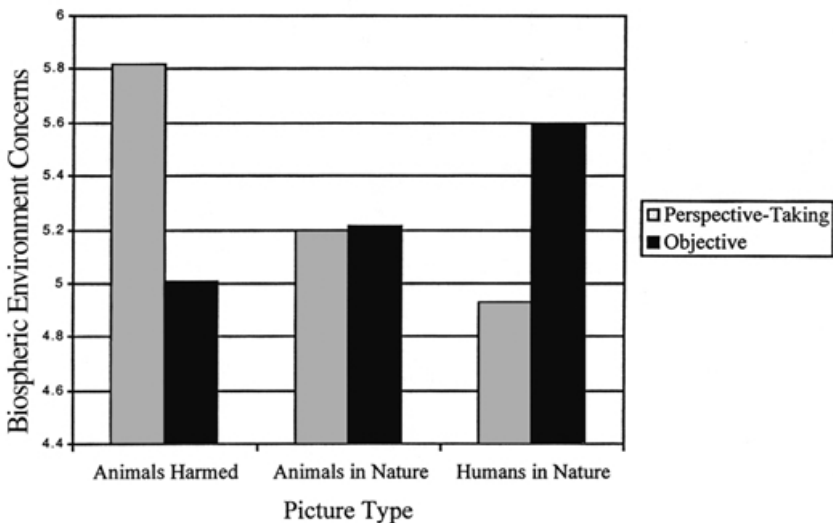 Biospheric Environment Concerns
6
5.8
5.6
5.4
5.2
5
4.8
4.6
4.4
Animals Harmed
Animals in Nature
Humans in Nature
Picture Type
Perspective-Taking
Objective